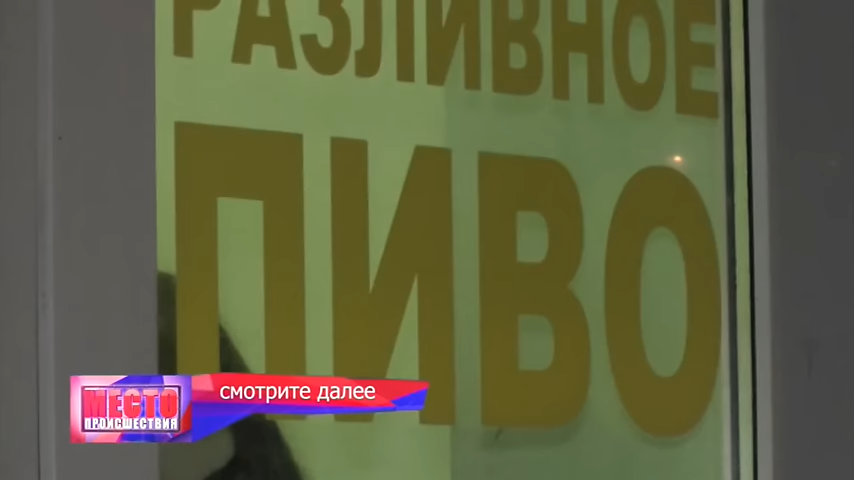 РАЗЛИВНОЕ
ПИВО
смотрите далее
МЕСТО
ПРОИСШЕСТВИЯ